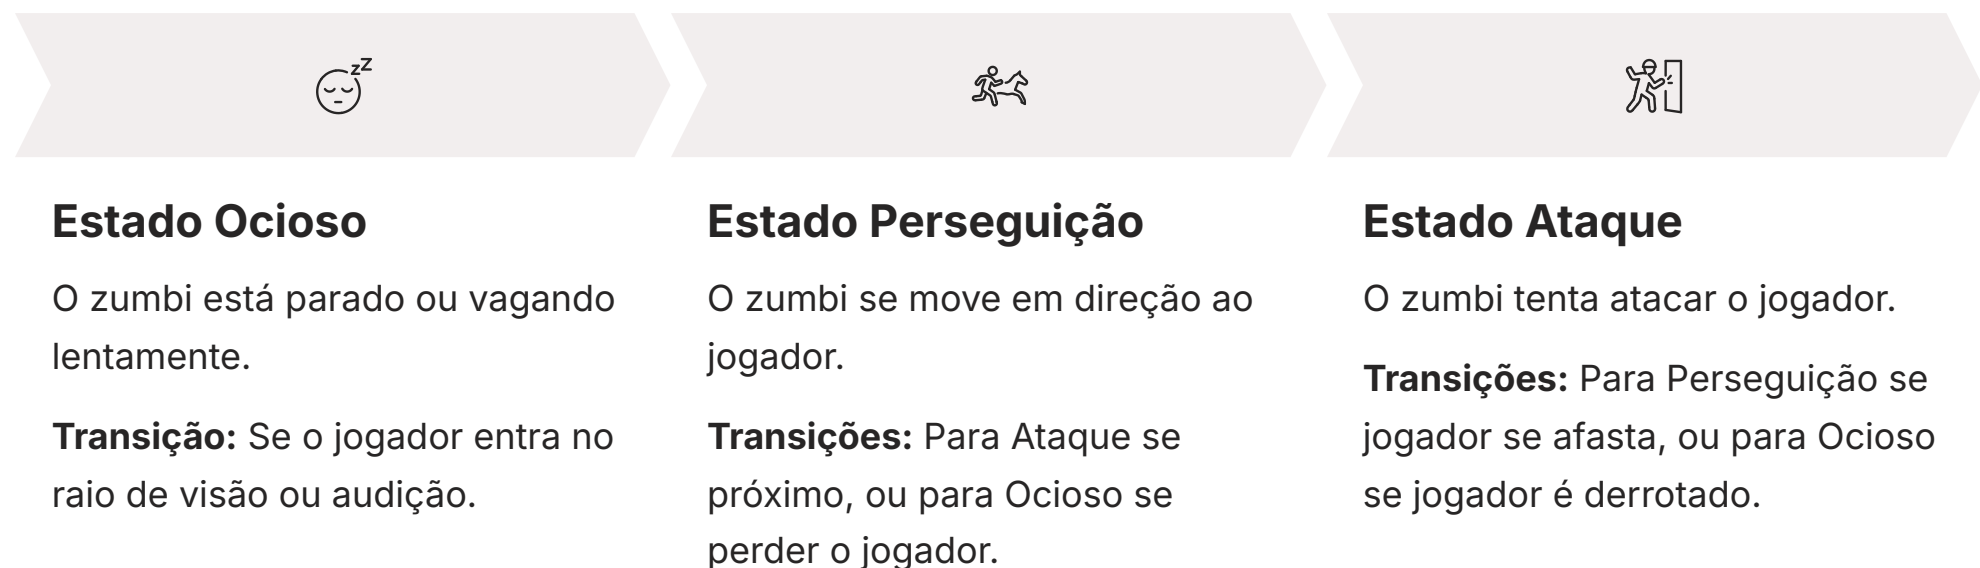 zzZ
Estado Ocioso
O zumbi está parado ou vagando
lentamente.
Transição: Se o jogador entra no
raio de visão ou audição.
Estado Perseguição
O zumbi se move em direção ao
jogador.
Transições: Para Ataque se
próximo, ou para Ocioso se
perder o jogador.
Estado Ataque
O zumbi tenta atacar o jogador.
Transições: Para Perseguição se
jogador se afasta, ou para Ocioso
se jogador é derrotado.